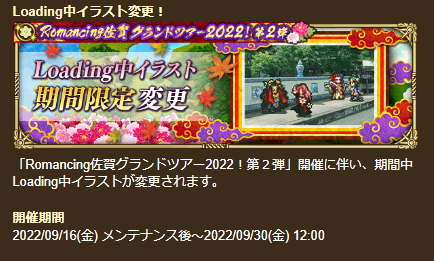 Loading中イラスト変更！
Romancing佐賀グランドツアー2022！第2弾
Loading中イラスト
期間限定変更
「Romancing佐賀グランドツアー2022！第２弾」開催に伴い、期間中
Loading中イラストが変更されます。
開催期間
2022/09/16(金) メンテナンス後～2022/09/30(金) 12:00